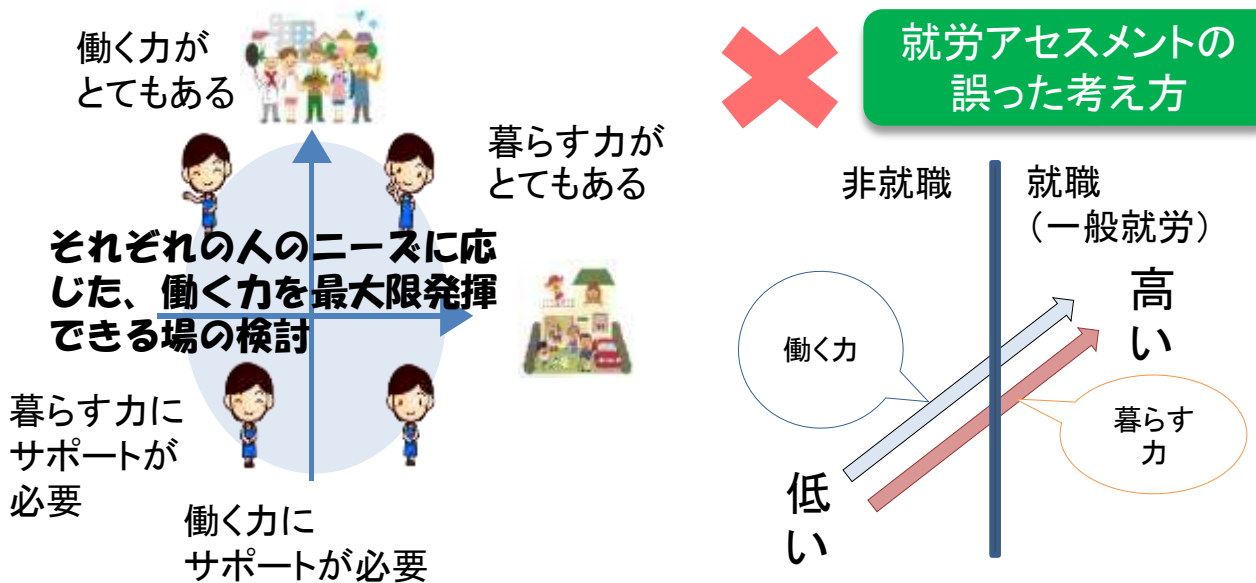 働く力が
とてもある
暮らす力が
とてもある
それぞれの人のニーズに応
じた、働く力を最大限発揮
できる場の検討
暮らす力に
サポートが
必要
働く力に
サポートが必要
就労アセスメントの
誤った考え方
非就職
就職
（一般就労）
高
い
働く力
暮らす
力
低
い